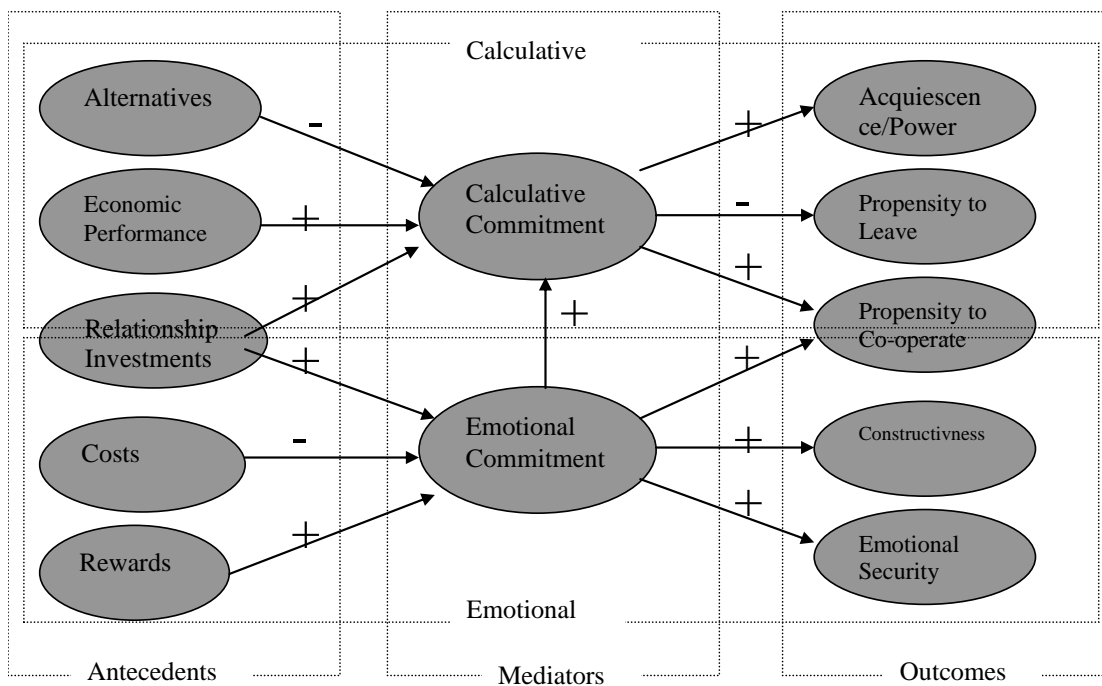 Calculative
Alternatives
-
Economic
Performance
+
Relationship
Investments
+
+
Costs
-
Rewards
+
Calculative
Commitment
+
Emotional
Commitment
+
Acquiescen
ce/Power
-
Propensity to
Leave
+
Propensity to
Co-operate
+
+
Constructivness
+
Emotional
Security
Emotional
Antecedents
Mediators
Outcomes